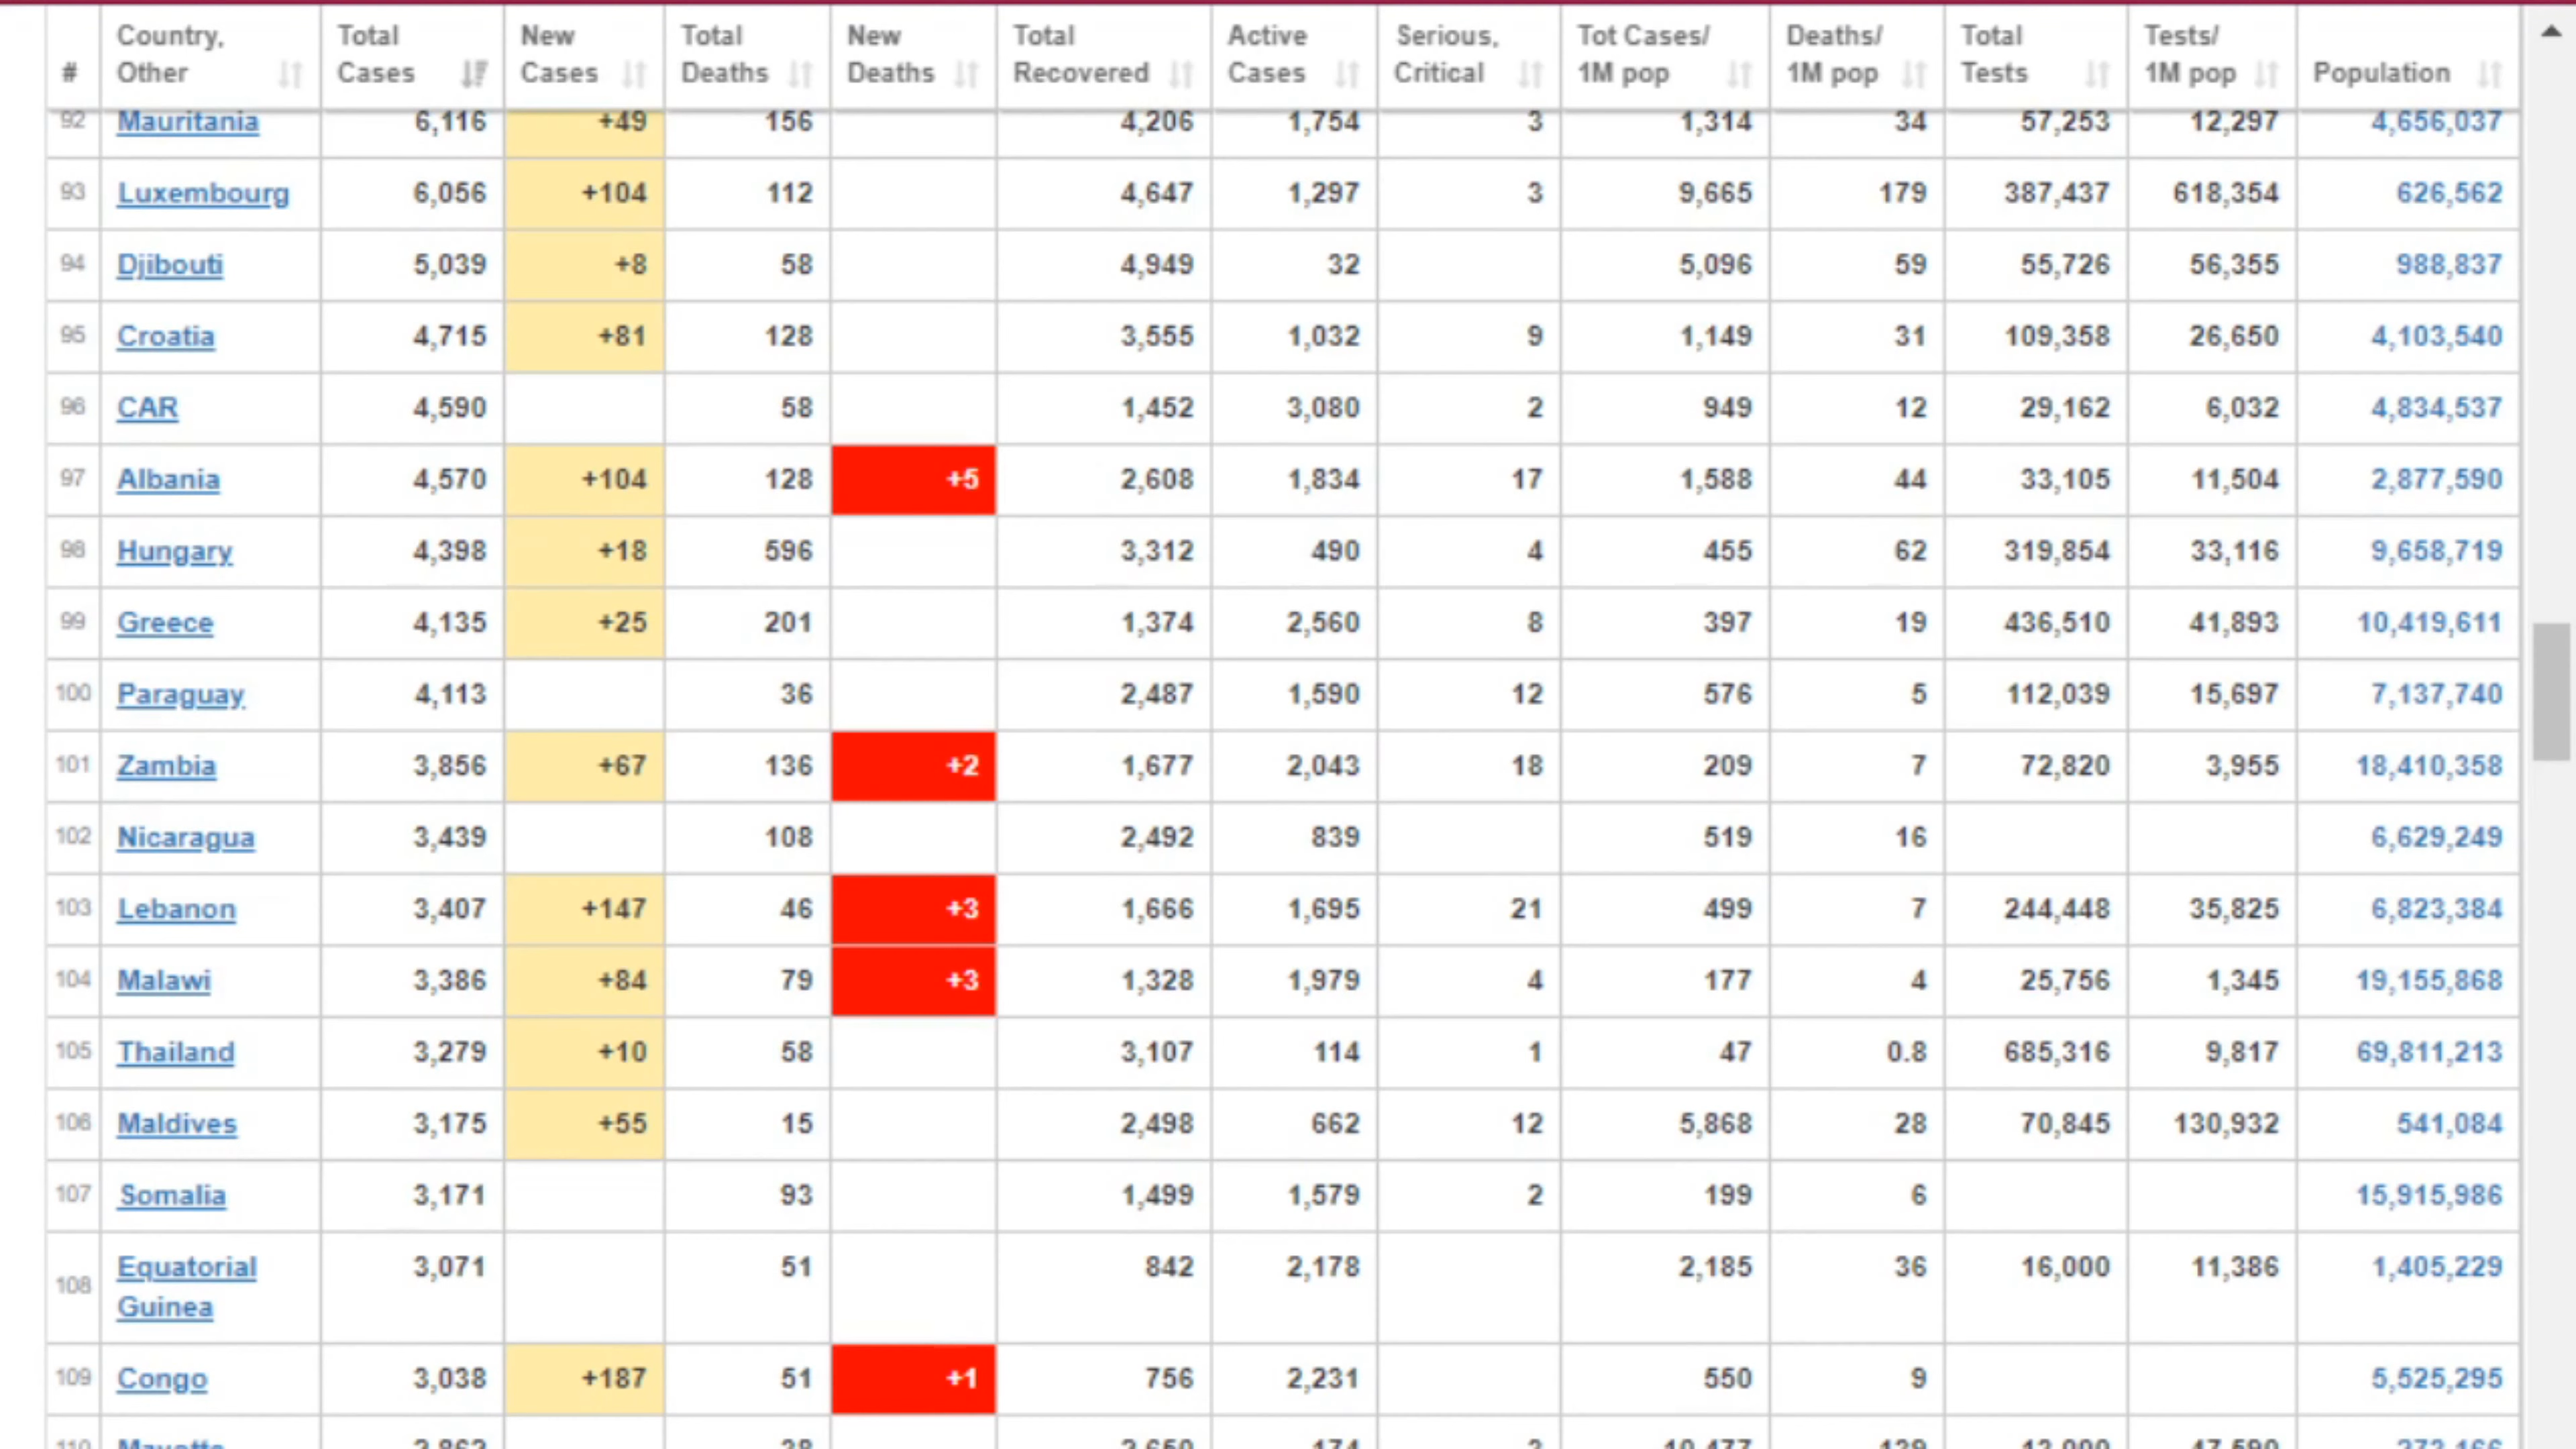 # Country, Other Total Cases New Cases Total Deaths New Deaths Total Recovered Active Cases Serious, Critical Tot Cases/ 1M pop Deaths/ 1M pop Total Tests Tests/ 1M pop Population
92 Mauritania 6,116 +49 156 4,206 1,754 3 1,314 34 57,253 12,297 4,656,037
93 Luxembourg 6,056 +104 112 4,647 1,297 3 9,665 179 387,437 618,354 626,562
94 Djibouti 5,039 +8 58 4,949 32 5,096 59 55,726 56,355 988,837
95 Croatia 4,715 +81 128 3,555 1,032 9 1,149 31 109,358 26,650 4,103,540
96 CAR 4,590 58 1,452 3,080 2 949 12 29,162 6,032 4,834,537
97 Albania 4,570 +104 128 +5 2,608 1,834 17 1,588 44 33,105 11,504 2,877,590
98 Hungary 4,398 +18 596 3,312 490 4 455 62 319,854 33,116 9,658,719
99 Greece 4,135 +25 201 1,374 2,560 8 397 19 436,510 41,893 10,419,611
100 Paraguay 4,113 36 2,487 1,590 12 576 5 112,039 15,697 7,137,740
101 Zambia 3,856 +67 136 +2 1,677 2,043 18 209 7 72,820 3,955 18,410,358
102 Nicaragua 3,439 108 2,492 839 519 16 6,629,249
103 Lebanon 3,407 +147 46 +3 1,666 1,695 21 499 7 244,448 35,825 6,823,384
104 Malawi 3,386 +84 79 +3 1,328 1,979 4 177 4 25,756 1,345 19,155,868
105 Thailand 3,279 +10 58 3,107 114 1 47 0.8 685,316 9,817 69,811,213
106 Maldives 3,175 +55 15 2,498 662 12 5,868 28 70,845 130,932 541,084
107 Somalia 3,171 93 1,499 1,579 2 199 6 15,915,986
108 Equatorial Guinea 3,071 51 842 2,178 2,185 36 16,000 11,386 1,405,229
109 Congo 3,038 +187 51 +1 756 2,231 550 9 5,525,295